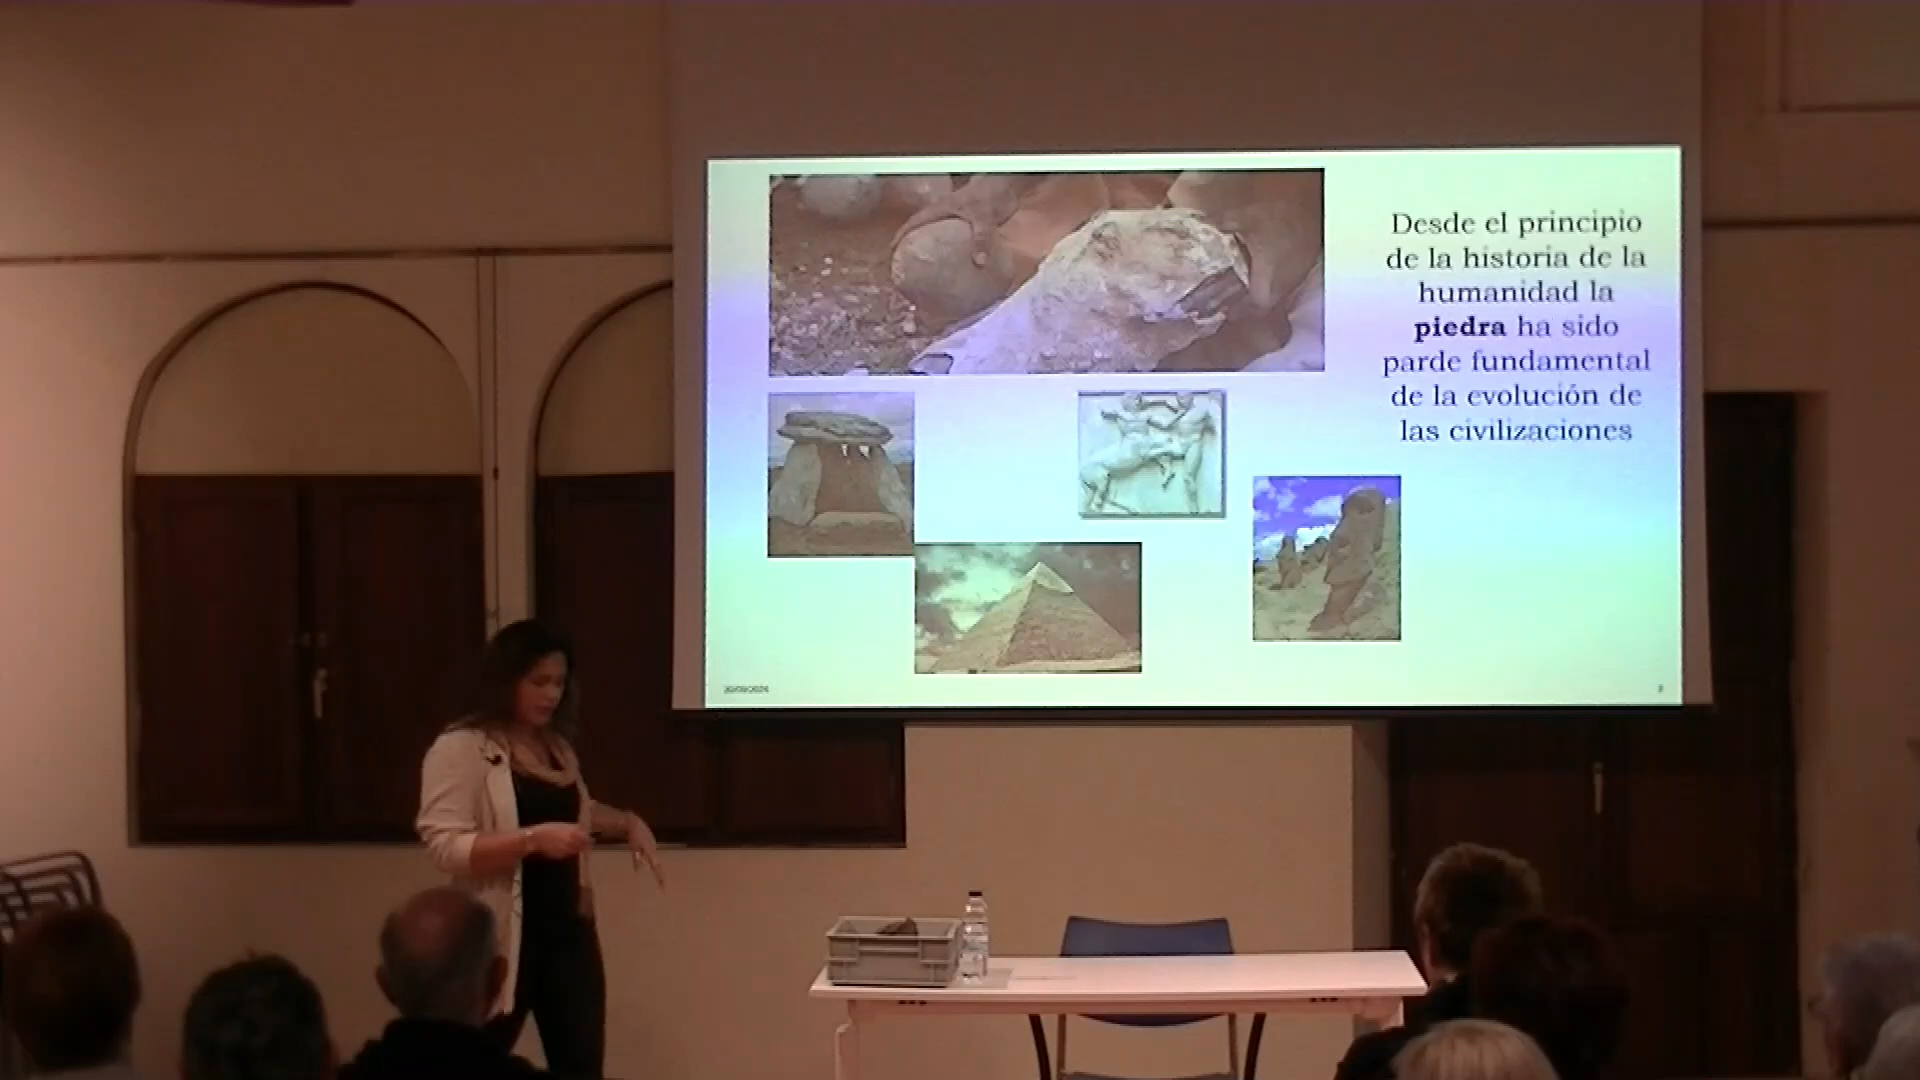 Desde el principio
de la historia de la
humanidad la
piedra ha sido
parde fundamental
de la evolución de
las civilizaciones
2